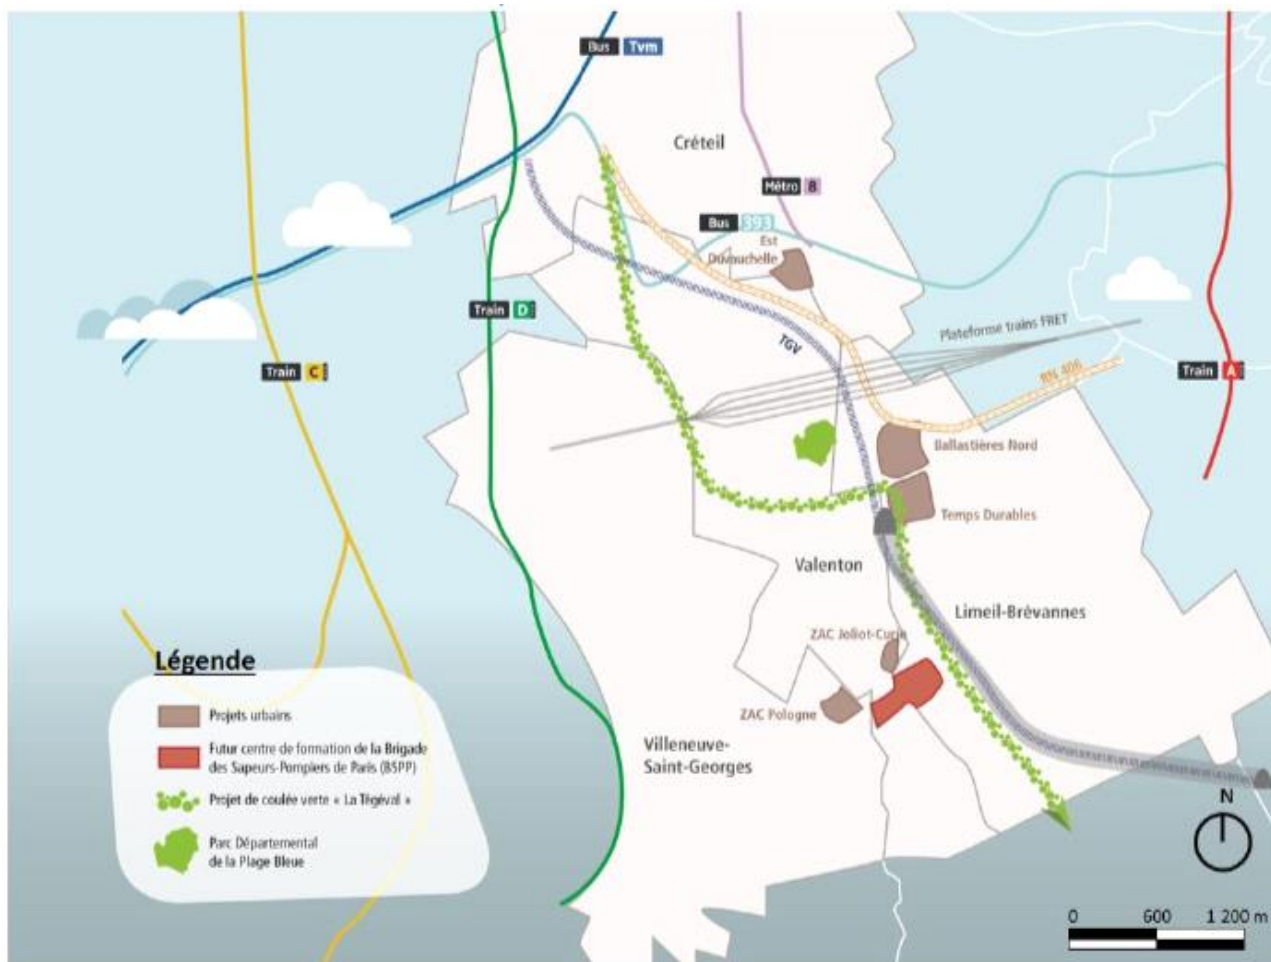 Bus Tvm
Créteil
Métro 8
Bus 393
Est
Duvauchelle
Train D
Plateforme trains FRET
TGV
Train C
RN 406
Train A
Ballastières Nord
Temps Durables
Valenton
Limeil-Brévannes
ZAC Joliot-Curie
ZAC Pologne
Villeneuve-
Saint-Georges
Légende
Projets urbains
Futur centre de formation de la Brigade
des Sapeurs-Pompiers de Paris (BSPP)
Projet de coulée verte « La Tégéval »
Parc Départemental
de la Plage Bleue
N
0 600 1 200 m